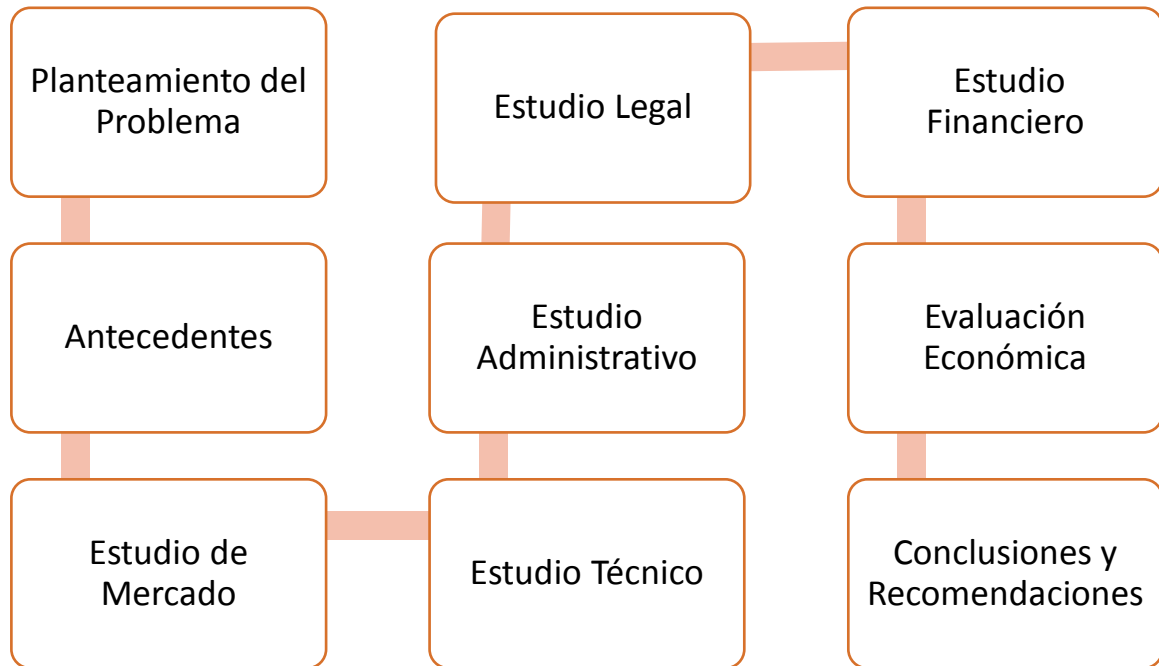 Planteamiento del
Problema
Antecedentes
Estudio de
Mercado
Estudio Técnico
Estudio
Administrativo
Estudio Legal
Estudio
Financiero
Evaluación
Económica
Conclusiones y
Recomendaciones